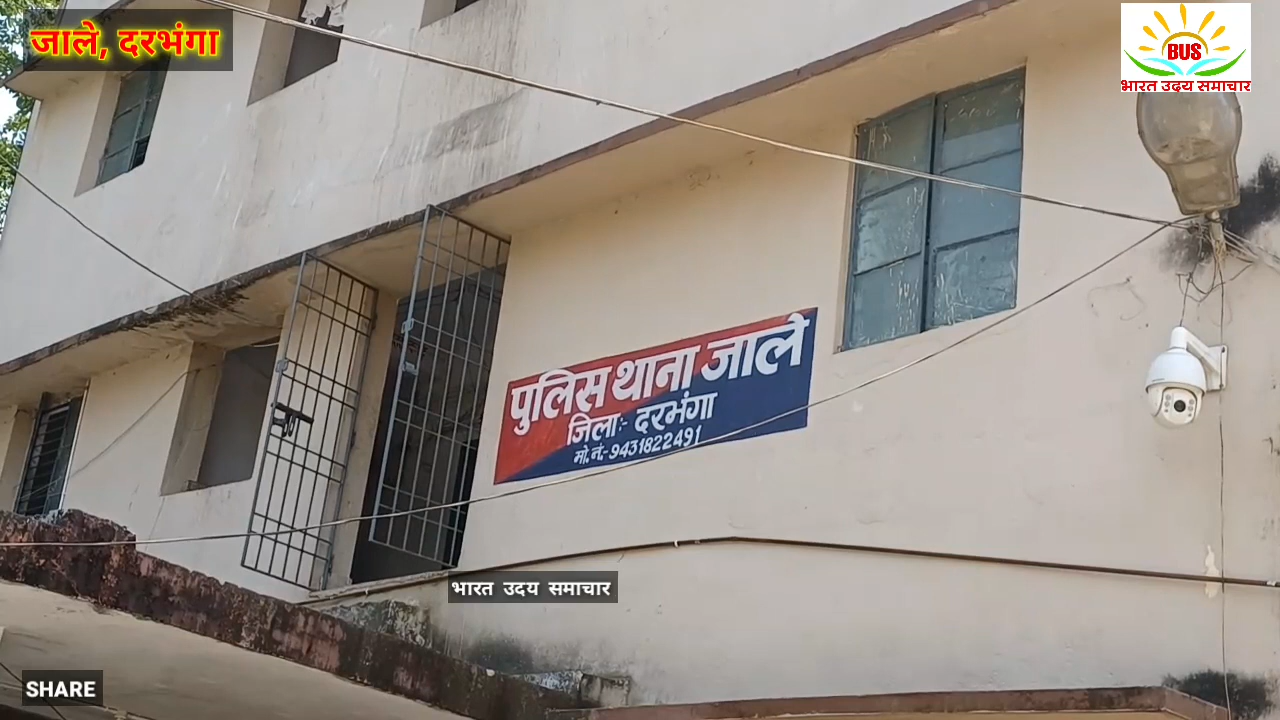 जाले, दरभंगा
BUS
भारत उदय समाचार
पुलिस थाना जाले
जिला:- दरभंगा
मो.नं.-9431822491
भारत उदय समाचार
SHARE